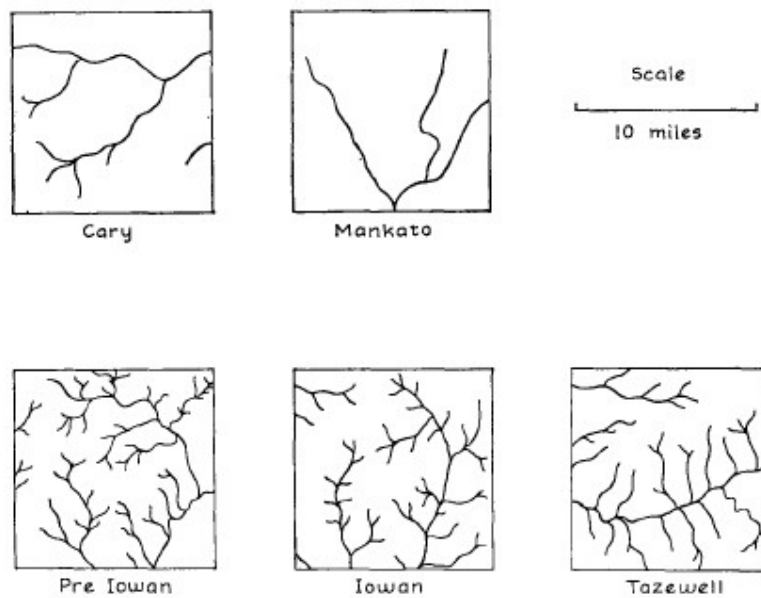 Scale
10 miles
Cary
Mankato
Pre Iowan
Iowan
Tazewell